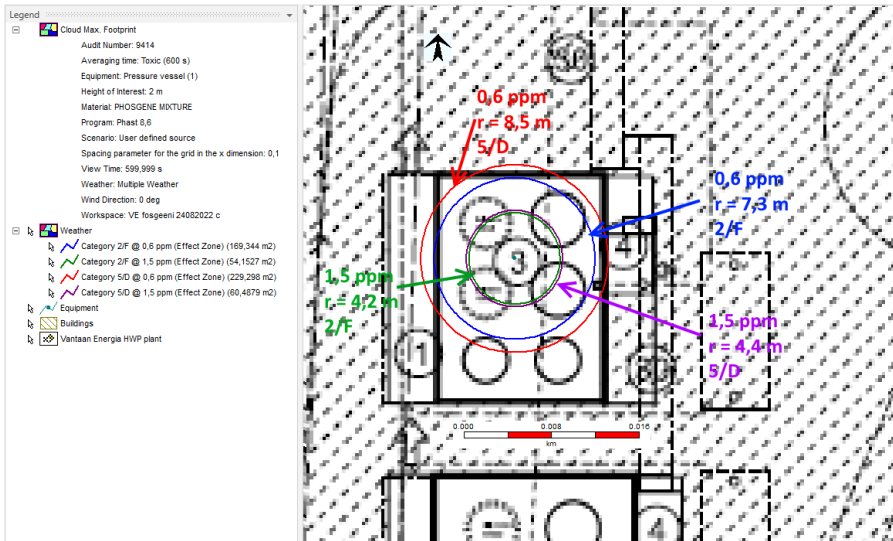 Legend
Cloud Max. Footprint
Audit Number: 9414
Averaging time: Toxic (600 s)
Equipment: Pressure vessel (1)
Height of Interest: 2 m
Material: PHOSGENE MIXTURE
Program: Phast 8,6
Scenario: User defined source
Spacing parameter for the grid in the x dimension: 0,1
View Time: 599,999 s
Weather: Multiple Weather
Wind Direction: 0 deg
Workspace: VE fosgeeni 24082022 c
Weather
Category 2/F @ 0,6 ppm (Effect Zone) (169,344 m2)
Category 2/F @ 1,5 ppm (Effect Zone) (54,1527 m2)
Category 5/D @ 0,6 ppm (Effect Zone) (229,298 m2)
Category 5/D @ 1,5 ppm (Effect Zone) (60,4879 m2)
Equipment
Buildings
Vantaan Energia HWP plant
0,6 ppm
r = 8,5 m
5/D
0,6 ppm
r = 7,3 m
2/F
1,5 ppm
r = 4,2 m
2/F
1,5 ppm
r = 4,4 m
5/D
3
4
1
0.000 0.008 0.016
km
4